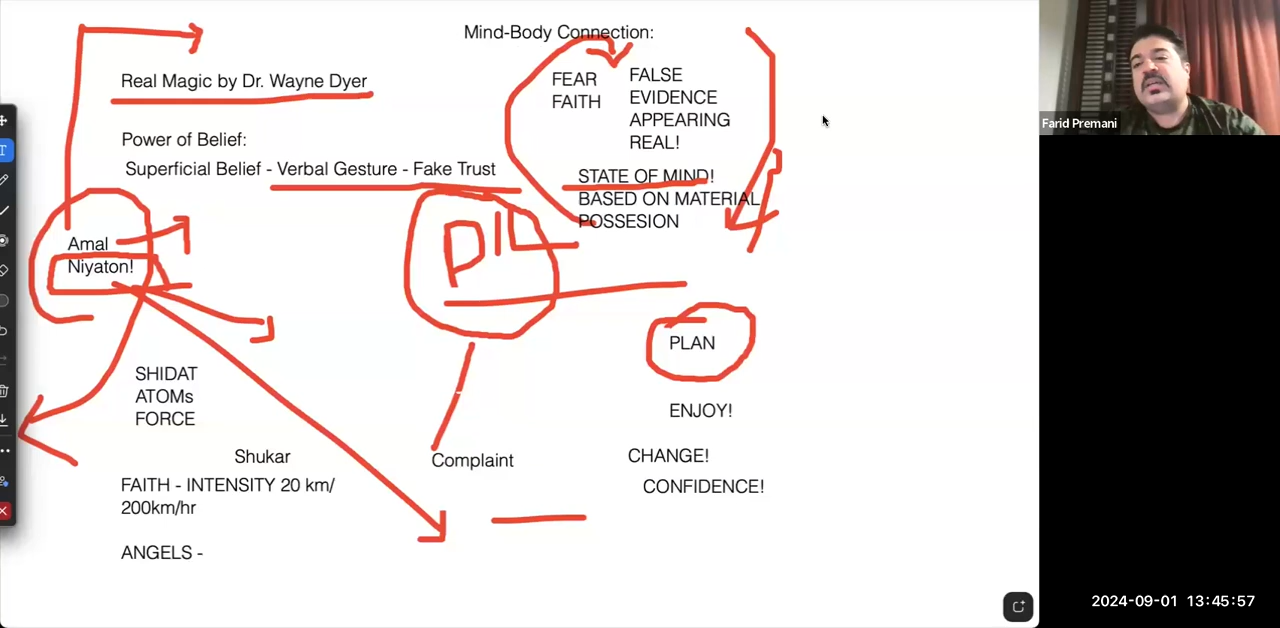 Mind-Body Connection:
Real Magic by Dr. Wayne Dyer
FEAR
FAITH
FALSE
EVIDENCE
APPEARING
REAL!
Power of Belief:
Superficial Belief - Verbal Gesture - Fake Trust
STATE OF MIND!
BASED ON MATERIAL
POSSESION
Amal
Niyaton!
PIL
PLAN
SHIDAT
ATOMs
FORCE
ENJOY!
Shukar
Complaint
CHANGE!
FAITH - INTENSITY 20 km/
200km/hr
CONFIDENCE!
ANGELS -
Farid Premani
2024-09-01 13:45:57